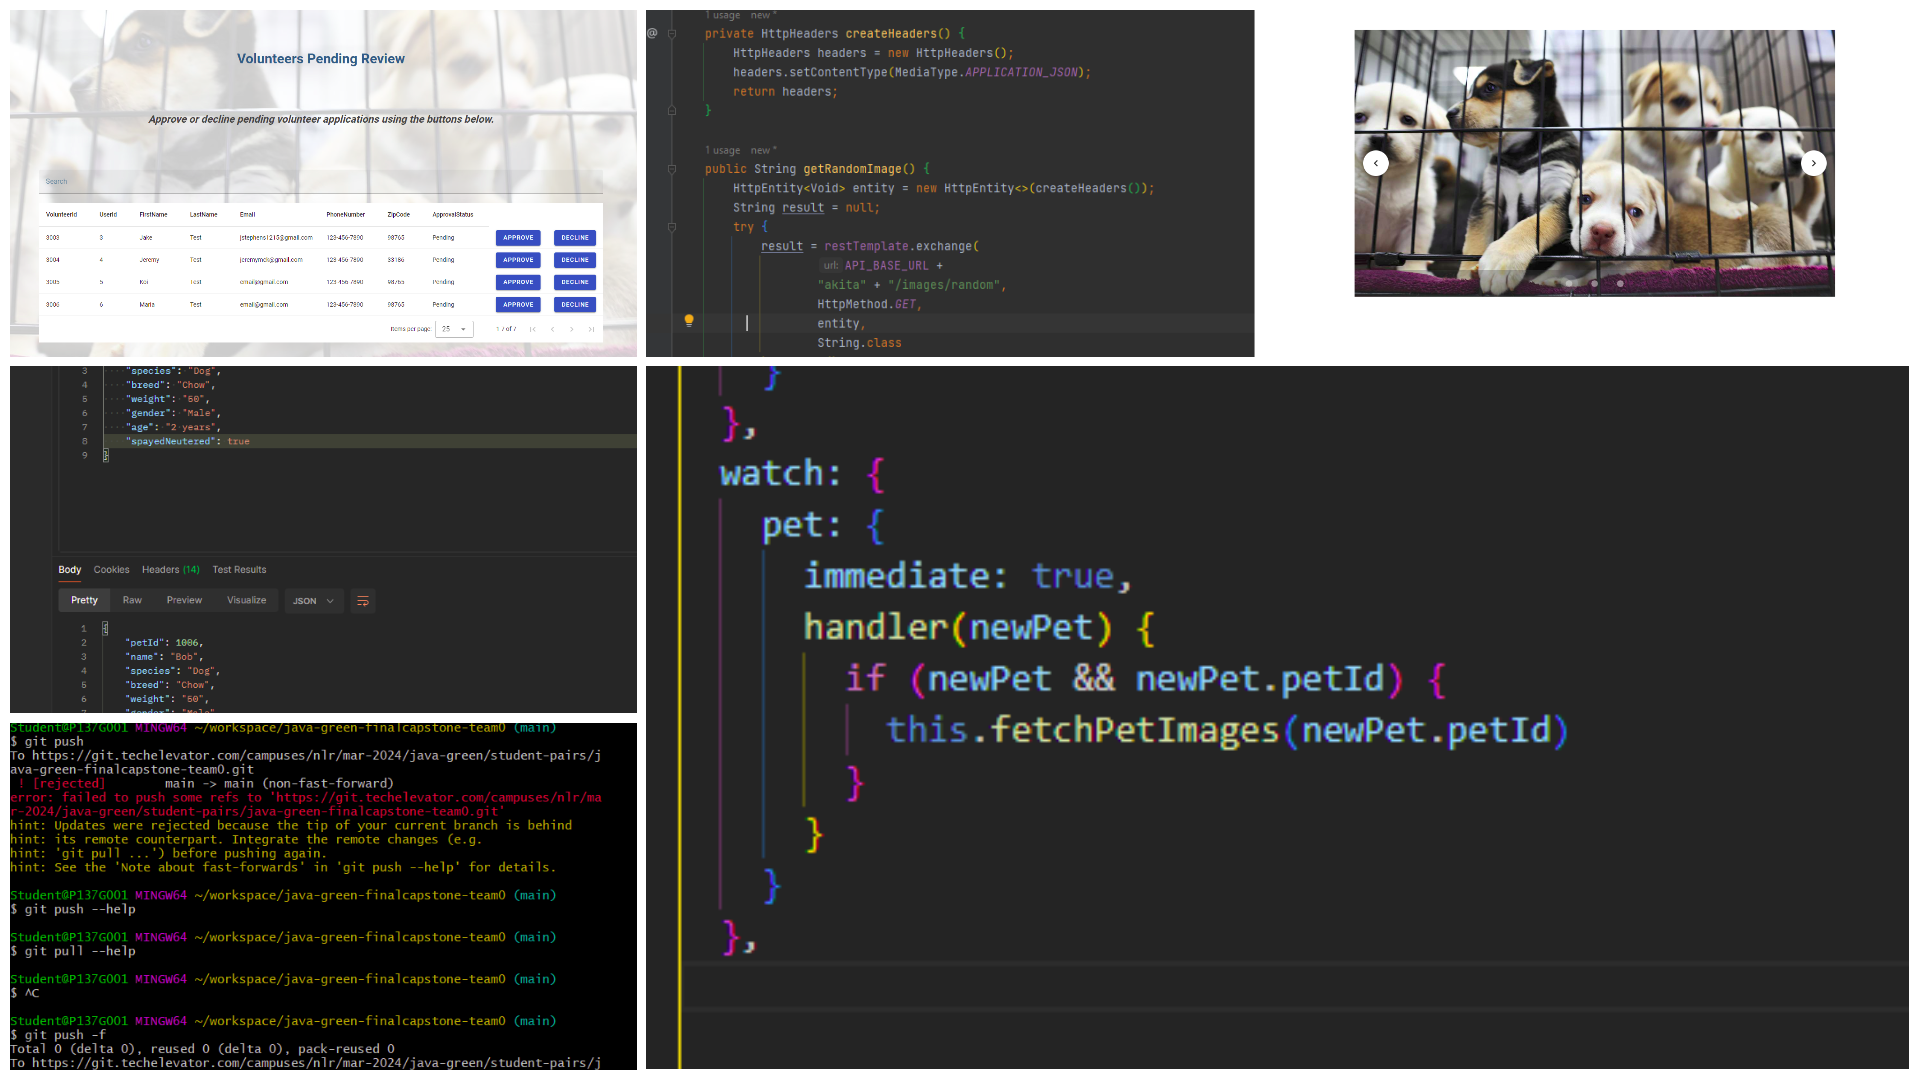 Volunteers Pending Review
Approve or decline pending volunteer applications using the buttons below.
Search
VolunteerId UserId FirstName LastName Email PhoneNumber ZipCode ApprovalStatus
3003 3 Jake Test jstephens1215@gmail.com 123-456-7890 98765 Pending APPROVE DECLINE
3004 4 Jeremy Test jeremymck@gmail.com 123-456-7890 33186 Pending APPROVE DECLINE
3005 5 Koi Test email@gmail.com 123-456-7890 98765 Pending APPROVE DECLINE
3006 6 Maria Test email@gmail.com 123-456-7890 98765 Pending APPROVE DECLINE
Items per page: 25 1-7 of 7
1 usage new *
private HttpHeaders createHeaders() {
HttpHeaders headers = new HttpHeaders();
headers.setContentType(MediaType.APPLICATION_JSON);
return headers;
}
1 usage new *
public String getRandomImage() {
HttpEntity<Void> entity = new HttpEntity<>(createHeaders());
String result = null;
try {
result = restTemplate.exchange(
url: API_BASE_URL +
"akita" + "/images/random",
HttpMethod.GET,
entity,
String.class
3 "species": "Dog",
4 "breed": "Chow",
5 "weight": "50",
6 "gender": "Male",
7 "age": "2 years",
8 "spayedNeutered": true
9 }
Body Cookies Headers (14) Test Results
Pretty Raw Preview Visualize JSON
1 {
2 "petId": 1006,
3 "name": "Bob",
4 "species": "Dog",
5 "breed": "Chow",
6 "weight": "50",
7 "gender": "Male",
Student@P137G001 MINGW64 ~/workspace/java-green-finalcapstone-team0 (main)
$ git push
To https://git.techelevator.com/campuses/nlr/mar-2024/java-green/student-pairs/j
ava-green-finalcapstone-team0.git
! [rejected] main -> main (non-fast-forward)
error: failed to push some refs to 'https://git.techelevator.com/campuses/nlr/ma
r-2024/java-green/student-pairs/java-green-finalcapstone-team0.git'
hint: Updates were rejected because the tip of your current branch is behind
hint: its remote counterpart. Integrate the remote changes (e.g.
hint: 'git pull ...') before pushing again.
hint: See the 'Note about fast-forwards' in 'git push --help' for details.
Student@P137G001 MINGW64 ~/workspace/java-green-finalcapstone-team0 (main)
$ git push --help
Student@P137G001 MINGW64 ~/workspace/java-green-finalcapstone-team0 (main)
$ git pull --help
Student@P137G001 MINGW64 ~/workspace/java-green-finalcapstone-team0 (main)
$ ^C
Student@P137G001 MINGW64 ~/workspace/java-green-finalcapstone-team0 (main)
$ git push -f
Total 0 (delta 0), reused 0 (delta 0), pack-reused 0
To https://git.techelevator.com/campuses/nlr/mar-2024/java-green/student-pairs/j
}
},
watch: {
pet: {
immediate: true,
handler(newPet) {
if (newPet && newPet.petId) {
this.fetchPetImages(newPet.petId)
}
}
}
},